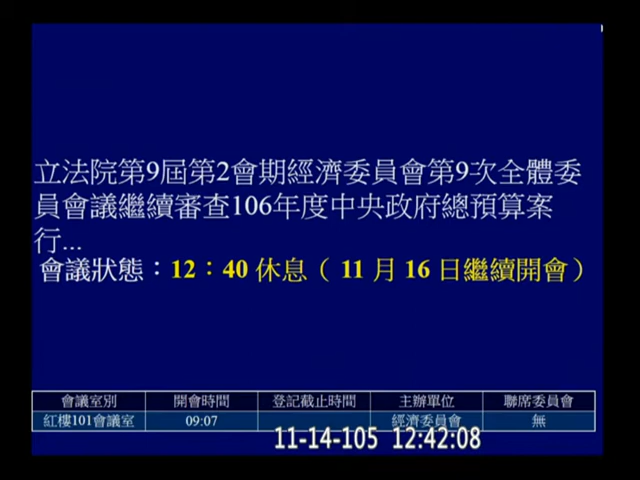 立法院第9屆第2會期經濟委員會第9次全體委
員會議繼續審查106年度中央政府總預算案
行...
會議狀態：12：40 休息（ 11 月 16 日繼續開會）
會議室別 開會時間 登記截止時間 主辦單位 聯席委員會
紅樓101會議室 09:07 經濟委員會 無
11-14-105 12:42:08